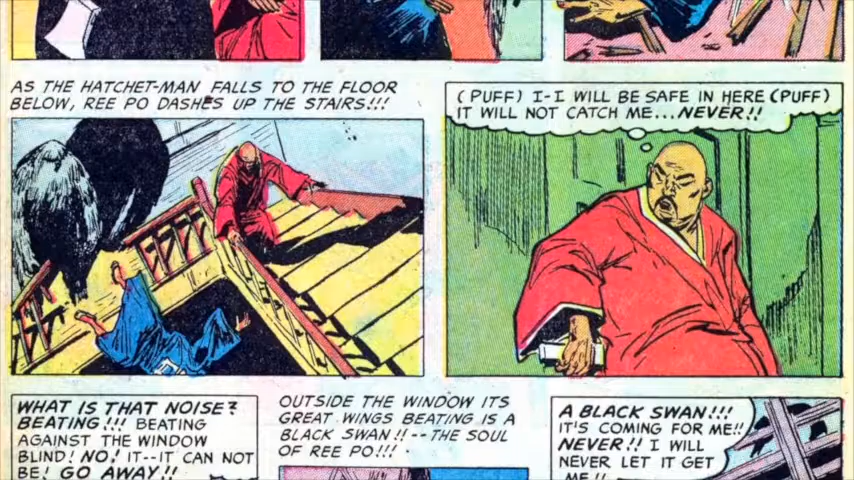 AS THE HATCHET-MAN FALLS TO THE FLOOR
BELOW, REE PO DASHES UP THE STAIRS!!!
(PUFF) I-I WILL BE SAFE IN HERE (PUFF)
IT WILL NOT CATCH ME...NEVER!!
WHAT IS THAT NOISE?
BEATING!!! BEATING
AGAINST THE WINDOW
BLIND! NO! IT--IT CAN NOT
BE! GO AWAY!!
OUTSIDE THE WINDOW ITS
GREAT WINGS BEATING IS A
BLACK SWAN!!--THE SOUL
OF REE PO!!!
A BLACK SWAN!!!
IT'S COMING FOR ME!!
NEVER!! I WILL
NEVER LET IT GET
ME!!